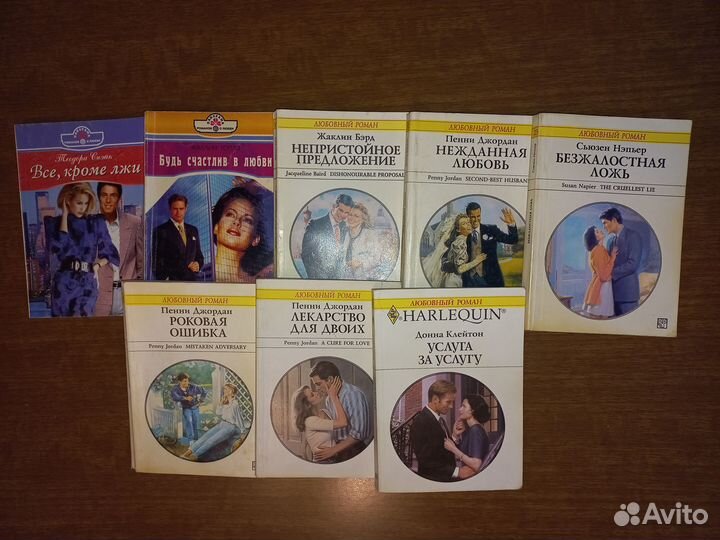 Теодора Снэйк
Все, кроме лжи
Будь счастлив в любви
ЛЮБОВНЫЙ РОМАН
Жаклин Бэрд
НЕПРИСТОЙНОЕ
ПРЕДЛОЖЕНИЕ
Jacqueline Baird DISHONOURABLE PROPOSAL
ЛЮБОВНЫЙ РОМАН
Пенни Джордан
НЕЖДАННАЯ
ЛЮБОВЬ
Penny Jordan SECOND-BEST HUSBAN
ЛЮБОВНЫЙ РОМАН
Сьюзен Нэпьер
БЕЗЖАЛОСТНАЯ
ЛОЖЬ
Susan Napier THE CRUELLEST LIE
ЛЮБОВНЫЙ РОМАН
Пенни Джордан
РОКОВАЯ
ОШИБКА
Penny Jordan MISTAKEN ADVERSARY
ЛЮБОВНЫЙ РОМАН
Пенни Джордан
ЛЕКАРСТВО
ДЛЯ ДВОИХ
Penny Jordan A CURE FOR LOVE
ЛЮБОВНЫЙ РОМАН
HARLEQUIN®
Донна Клейтон
УСЛУГА
ЗА УСЛУГУ
Avito